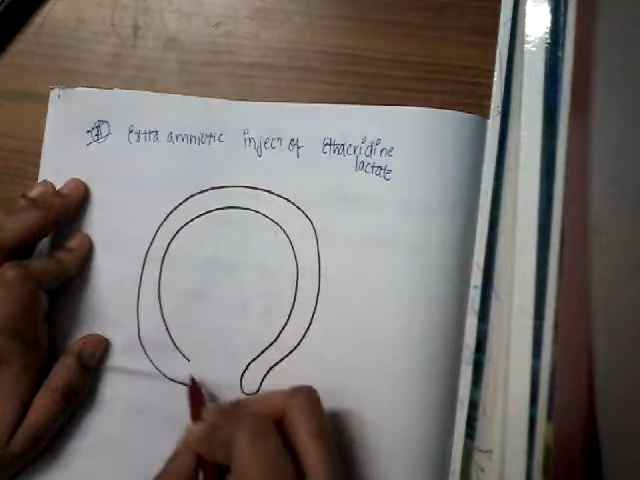 Extra amniotic injecⁿ of Ethacridine
lactate